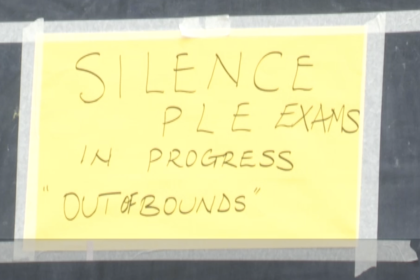 SILENCE
PLE EXAMS
IN PROGRESS
"OUT OF BOUNDS"